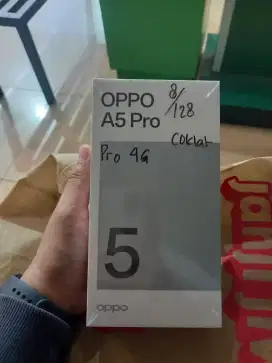 OPPO
A5 Pro
8/128
Coklat
Pro 4G
5
oppo